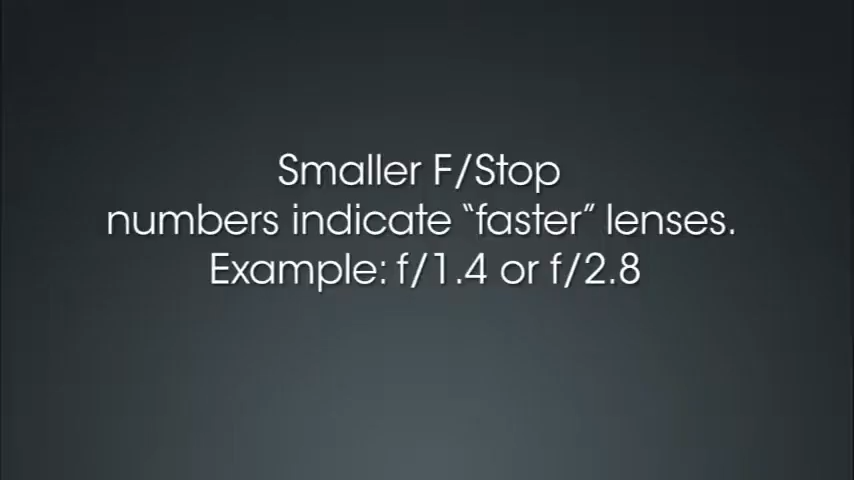 Smaller F/Stop
numbers indicate “faster” lenses.
Example: f/1.4 or f/2.8